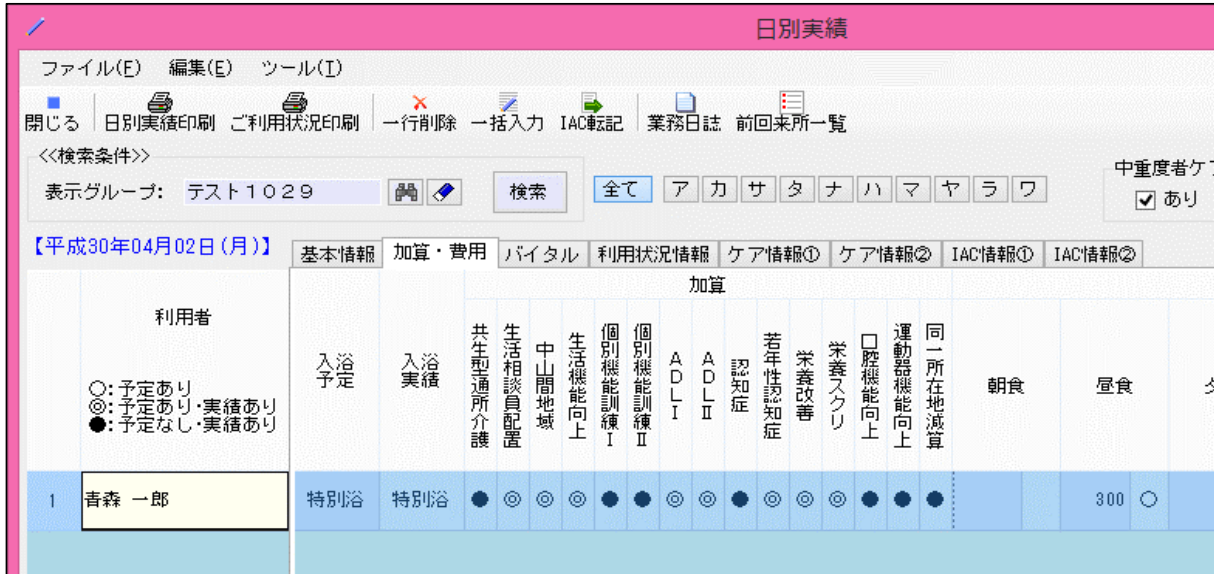 日別実績
ファイル(F) 編集(E) ツール(T)
閉じる 日別実績印刷 ご利用状況印刷 一行削除 一括入力 IAC転記 業務日誌 前回来所一覧
<<検索条件>>
表示グループ: テスト1029 検索 全て ア カ サ タ ナ ハ マ ヤ ラ ワ
中重度者ケア
あり
【平成30年04月02日(月)】 基本情報 加算・費用 バイタル 利用状況情報 ケア情報① ケア情報② IAC情報① IAC情報②
加算
利用者
○:予定あり
◎:予定あり・実績あり
●:予定なし・実績あり
入浴予定
入浴実績
共生型通所介護
生活相談員配置
中山間地域
生活機能向上
個別機能訓練Ⅰ
個別機能訓練Ⅱ
ADLⅠ
ADLⅡ
認知症
若年性認知症
栄養改善
栄養スクリ
口腔機能向上
運動器機能向上
同一所在地減算
朝食
昼食
1 青森 一郎 特別浴 特別浴 ● ◎ ◎ ◎ ● ● ◎ ◎ ● ◎ ◎ ◎ ● ● ● 300 ○